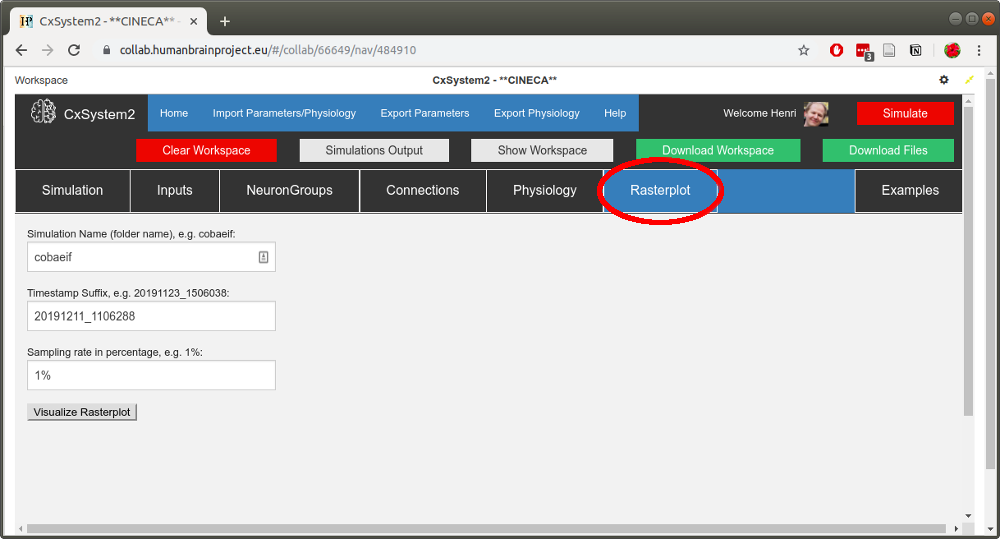 CxSystem2 - **CINECA** -
collab.humanbrainproject.eu/#/collab/66649/nav/484910
3
Workspace
CxSystem2 - **CINECA**
CxSystem2
Home
Import Parameters/Physiology
Export Parameters
Export Physiology
Help
Welcome Henri
Simulate
Clear Workspace
Simulations Output
Show Workspace
Download Workspace
Download Files
Simulation
Inputs
NeuronGroups
Connections
Physiology
Rasterplot
Examples
Simulation Name (folder name), e.g. cobaeif:
cobaeif
Timestamp Suffix, e.g. 20191123_1506038:
20191211_1106288
Sampling rate in percentage, e.g. 1%:
1%
Visualize Rasterplot